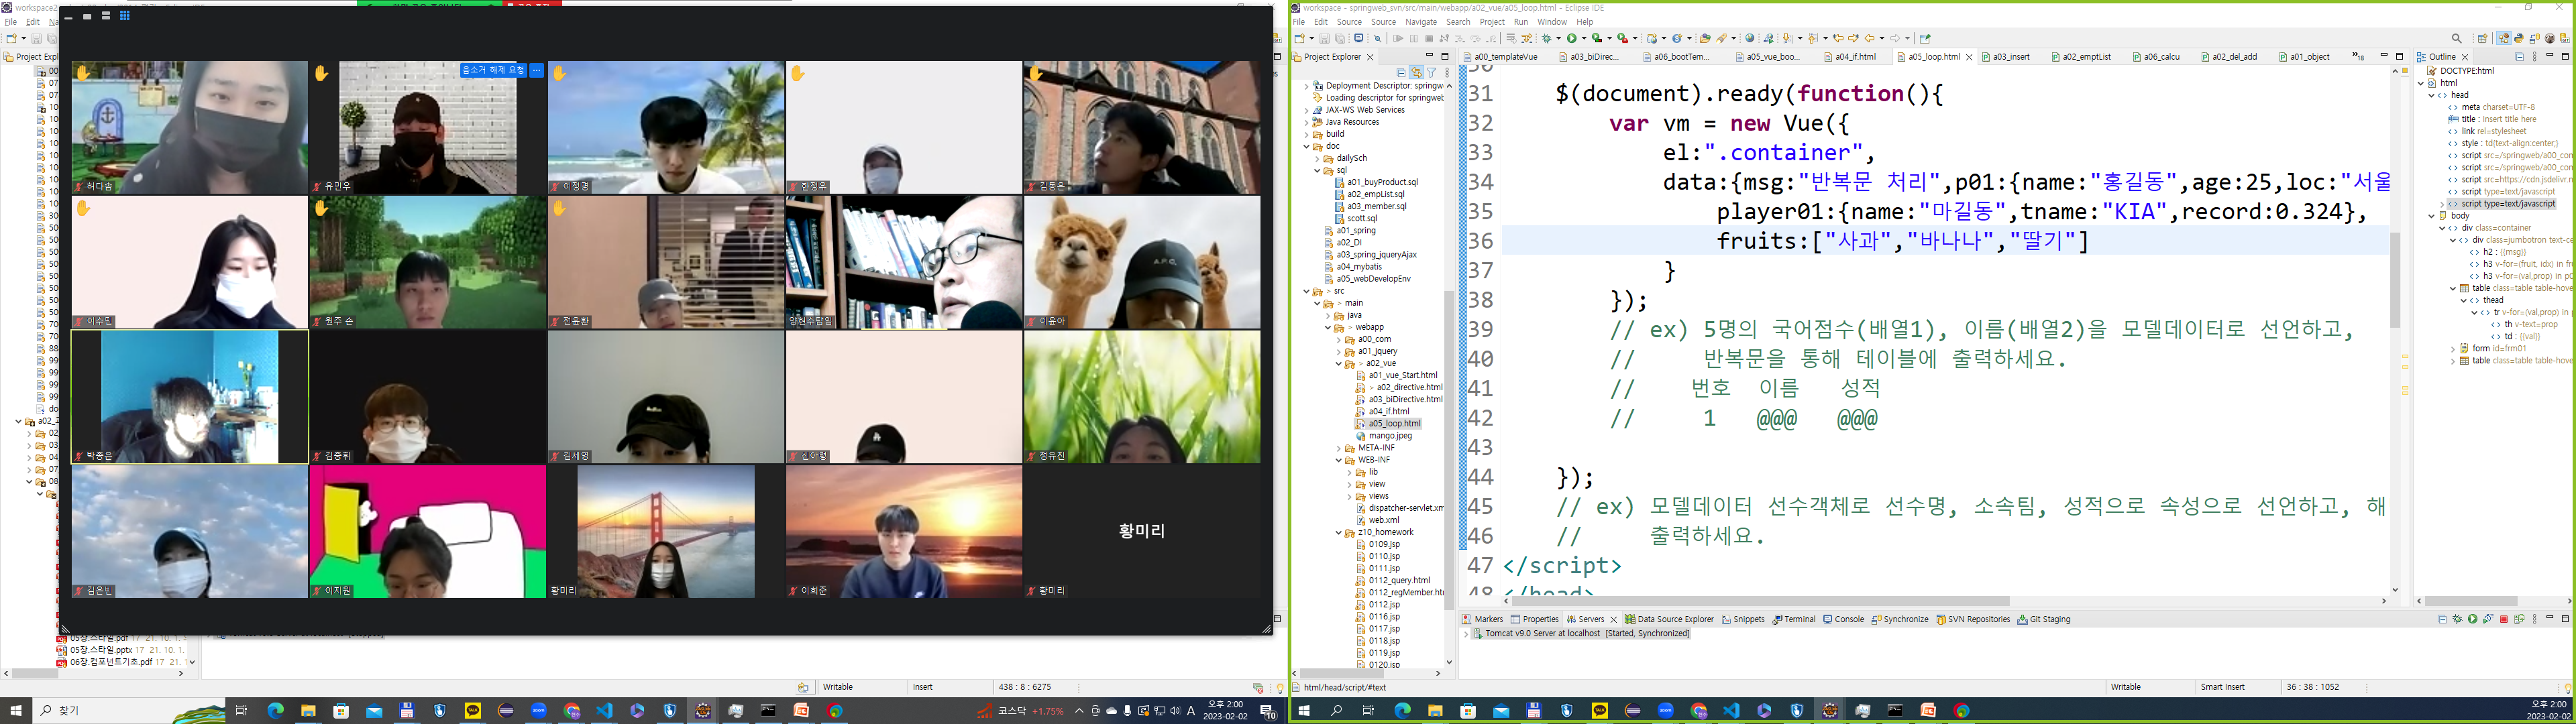 음소거 해제 요청
허다솜
유민우
이정명
한정우
김동은
이수민
원주 손
전윤환
양현수담임
이윤아
박종은
김중휘
김세영
신아령
정유진
김은빈
이지원
황미리
이희준
황미리
황미리
Project Expl
05장.스타일.pdf 17 21. 10. 1.
05장.스타일.pptx 17 21. 10. 1.
06장.컴포넌트기초.pdf 17 21. 10. 1
Writable
Insert
438 : 8 : 6275
찾기
코스닥 +1.75%
오후 2:00
2023-02-02
workspace - springweb_svn/src/main/webapp/a02_vue/a05_loop.html - Eclipse IDE
File Edit Source Source Navigate Search Project Run Window Help
Project Explorer
a00_templateVue
a03_biDirec...
a06_bootTem...
a05_vue_boo...
a04_if.html
a05_loop.html
a03_insert
a02_emptList
a06_calcu
a02_del_add
a01_object
Outline
Deployment Descriptor: springw
Loading descriptor for springweb
JAX-WS Web Services
Java Resources
build
doc
dailySch
sql
a01_buyProduct.sql
a02_empList.sql
a03_member.sql
scott.sql
a01_spring
a02_DI
a03_spring_jqueryAjax
a04_mybatis
a05_webDevelopEnv
> src
> main
java
> webapp
a00_com
a01_jquery
> a02_vue
a01_vue_Start.html
> a02_directive.html
a03_biDirective.html
a04_if.html
a05_loop.html
mango.jpeg
META-INF
WEB-INF
lib
view
views
dispatcher-servlet.xm
web.xml
z10_homework
0109.jsp
0110.jsp
0111.jsp
0112_query.html
0112_regMember.htm
0112.jsp
0116.jsp
0117.jsp
0118.jsp
0119.jsp
0120.jsp
31 $(document).ready(function(){
32 var vm = new Vue({
33 el:".container",
34 data:{msg:"반복문 처리",p01:{name:"홍길동",age:25,loc:"서울
35 player01:{name:"마길동",tname:"KIA",record:0.324},
36 fruits:["사과","바나나","딸기"]
37 }
38 });
39 // ex) 5명의 국어점수(배열1), 이름(배열2)을 모델데이터로 선언하고,
40 // 반복문을 통해 테이블에 출력하세요.
41 // 번호 이름 성적
42 // 1 @@@ @@@
43
44 });
45 // ex) 모델데이터 선수객체로 선수명, 소속팀, 성적으로 속성으로 선언하고, 해
46 // 출력하세요.
47 </script>
48 </head>
DOCTYPE:html
html
head
meta charset=UTF-8
title : Insert title here
link rel=stylesheet
style : td{text-align:center;}
script src=/springweb/a00_con
script src=/springweb/a00_con
script src=https://cdn.jsdelivr.n
script type=text/javascript
script type=text/javascript
body
div class=container
div class=jumbotron text-ce
h2 : {{msg}}
h3 v-for=(fruit, idx) in fru
h3 v-for=(val,prop) in p0
table class=table table-hove
thead
tr v-for=(val,prop) in p
th v-text=prop
td : {{val}}
form id=frm01
table class=table table-hove
Markers Properties Servers Data Source Explorer Snippets Terminal Console Synchronize SVN Repositories Git Staging
Tomcat v9.0 Server at localhost [Started, Synchronized]
html/head/script/#text
Writable
Smart Insert
36 : 38 : 1052
오후 2:00
2023-02-02